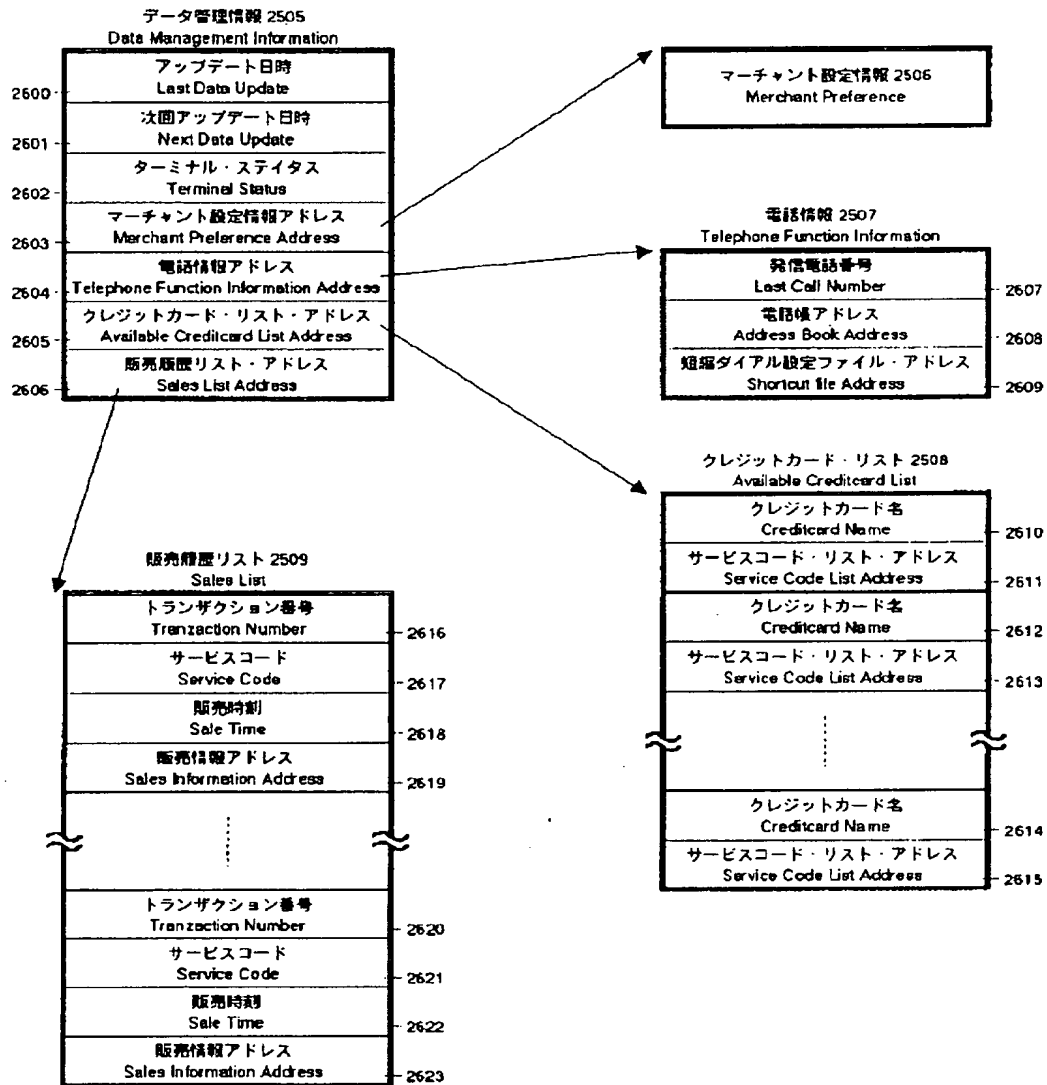 データ管理情報 2505
Data Management Information
アップデート日時
Last Data Update
2600
次回アップデート日時
Next Data Update
2601
ターミナル・ステイタス
Terminal Status
2602
マーチャント設定情報アドレス
Merchant Preference Address
2603
電話情報アドレス
Telephone Function Information Address
2604
クレジットカード・リスト・アドレス
Available Creditcard List Address
2605
販売履歴リスト・アドレス
Sales List Address
2606
マーチャント設定情報 2506
Merchant Preference
電話情報 2507
Telephone Function Information
発信電話番号
Last Call Number
2607
電話帳アドレス
Address Book Address
2608
短縮ダイアル設定ファイル・アドレス
Shortcut file Address
2609
クレジットカード・リスト 2508
Available Creditcard List
クレジットカード名
Creditcard Name
2610
サービスコード・リスト・アドレス
Service Code List Address
2611
クレジットカード名
Creditcard Name
2612
サービスコード・リスト・アドレス
Service Code List Address
2613
クレジットカード名
Creditcard Name
2614
サービスコード・リスト・アドレス
Service Code List Address
2615
販売履歴リスト 2509
Sales List
トランザクション番号
Tranzaction Number
2616
サービスコード
Service Code
2617
販売時刻
Sale Time
2618
販売情報アドレス
Sales Information Address
2619
トランザクション番号
Tranzaction Number
2620
サービスコード
Service Code
2621
販売時刻
Sale Time
2622
販売情報アドレス
Sales Information Address
2623